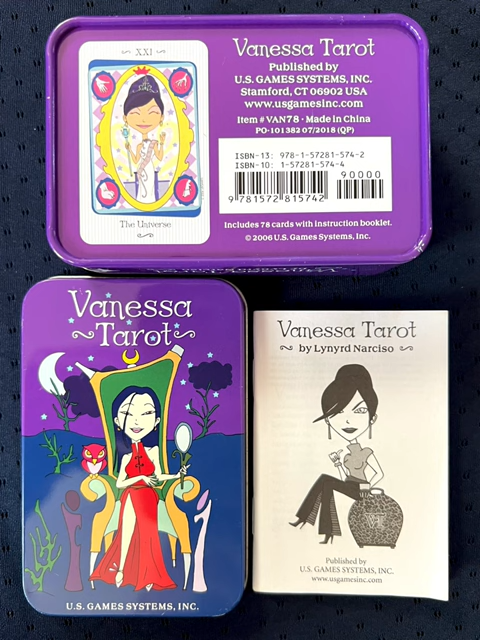 XXI
The Universe
Vanessa Tarot
Published by
U.S. GAMES SYSTEMS, INC.
Stamford, CT 06902 USA
www.usgamesinc.com
Item # VAN78 · Made in China
PO-101382 07/2018 (QP)
ISBN-13: 978-1-57281-574-2
ISBN-10: 1-57281-574-4
90000
9 781572 815742
Includes 78 cards with instruction booklet.
© 2006 U.S. Games Systems, Inc.
Vanessa
Tarot
U.S. GAMES SYSTEMS, INC.
Vanessa Tarot
by Lynyrd Narciso
VT
Published by
U.S. GAMES SYSTEMS, INC.
www.usgamesinc.com